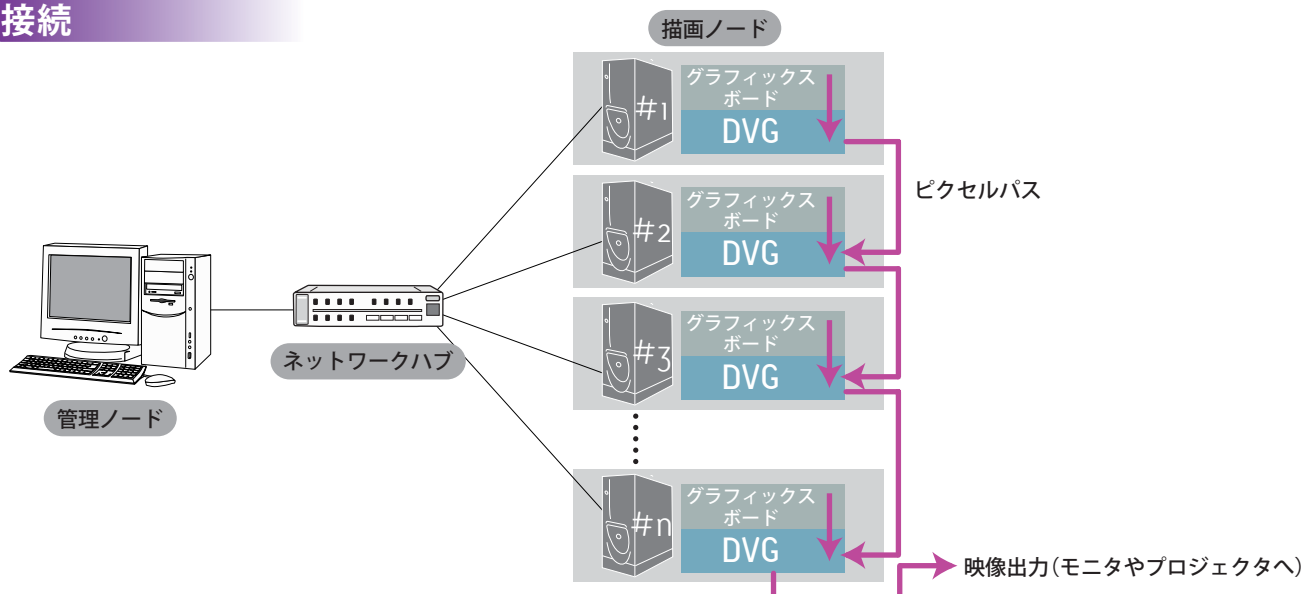 接続
描画ノード
#1
グラフィックス
ボード
DVG
ピクセルパス
#2
グラフィックス
ボード
DVG
#3
グラフィックス
ボード
DVG
ネットワークハブ
管理ノード
#n
グラフィックス
ボード
DVG
映像出力(モニタやプロジェクタへ)